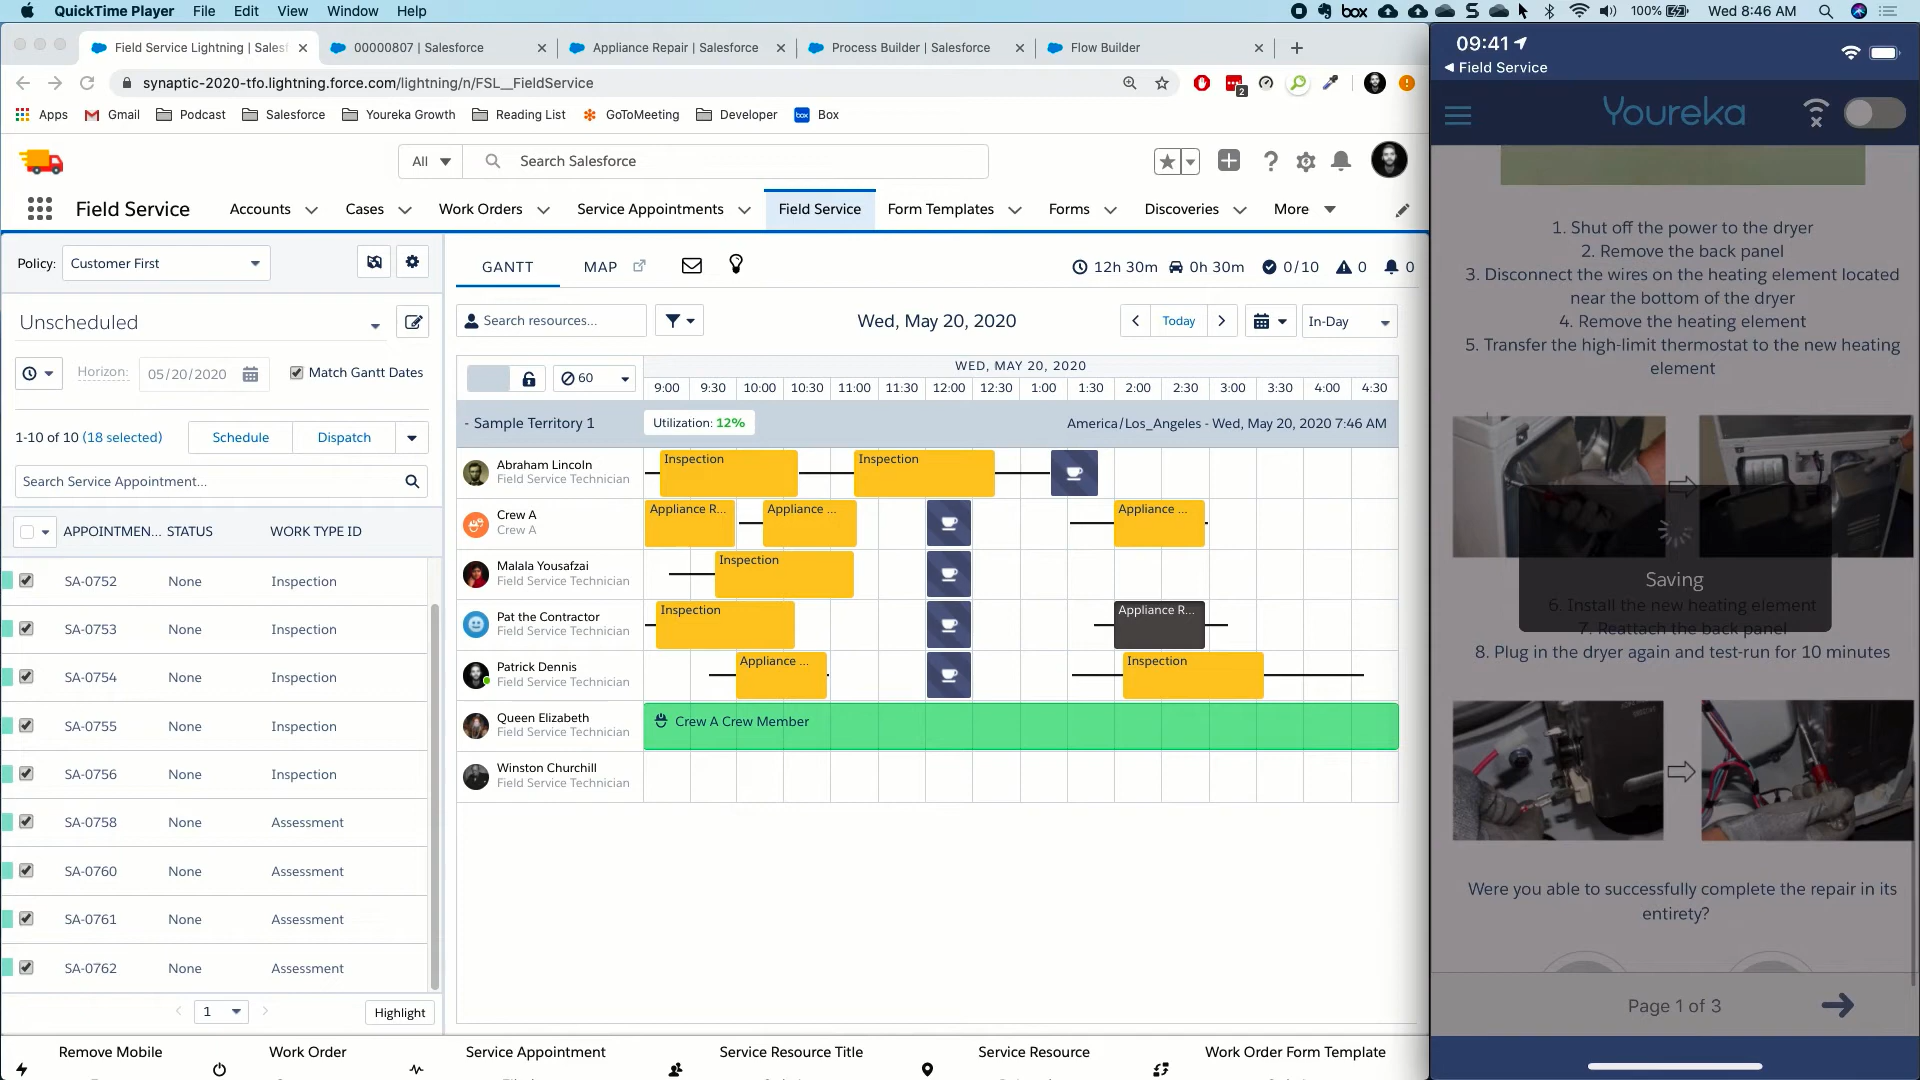 QuickTime Player File Edit View Window Help
box S 100% Wed 8:46 AM
Field Service Lightning | Sales
00000807 | Salesforce
Appliance Repair | Salesforce
Process Builder | Salesforce
Flow Builder
synaptic-2020-tfo.lightning.force.com/lightning/n/FSL__FieldService
2
Apps Gmail Podcast Salesforce Youreka Growth Reading List GoToMeeting Developer Box
All Search Salesforce
Field Service Accounts Cases Work Orders Service Appointments Field Service Form Templates Forms Discoveries More
Policy: Customer First
Unscheduled
Horizon: 05/20/2020 Match Gantt Dates
1-10 of 10 (18 selected) Schedule Dispatch
Search Service Appointment...
APPOINTMEN... STATUS WORK TYPE ID
SA-0752 None Inspection
SA-0753 None Inspection
SA-0754 None Inspection
SA-0755 None Inspection
SA-0756 None Inspection
SA-0758 None Assessment
SA-0760 None Assessment
SA-0761 None Assessment
SA-0762 None Assessment
1 Highlight
GANTT MAP 12h 30m 0h 30m 0/10 0 0
Search resources... Wed, May 20, 2020 Today In-Day
60
WED, MAY 20, 2020
9:00 9:30 10:00 10:30 11:00 11:30 12:00 12:30 1:00 1:30 2:00 2:30 3:00 3:30 4:00 4:30
- Sample Territory 1 Utilization: 12% America/Los_Angeles - Wed, May 20, 2020 7:46 AM
Abraham Lincoln
Field Service Technician
Inspection Inspection
Crew A
Crew A
Appliance R... Appliance ... Appliance ...
Malala Yousafzai
Field Service Technician
Inspection
Pat the Contractor
Field Service Technician
Inspection Appliance R...
Patrick Dennis
Field Service Technician
Appliance ... Inspection
Queen Elizabeth
Field Service Technician
Crew A Crew Member
Winston Churchill
Field Service Technician
Remove Mobile Work Order Service Appointment Service Resource Title Service Resource Work Order Form Template
09:41
Field Service
Youreka
1. Shut off the power to the dryer
2. Remove the back panel
3. Disconnect the wires on the heating element located
near the bottom of the dryer
4. Remove the heating element
5. Transfer the high-limit thermostat to the new heating
element
Saving
6. Install the new heating element
7. Reattach the back panel
8. Plug in the dryer again and test-run for 10 minutes
Were you able to successfully complete the repair in its
entirety?
Page 1 of 3